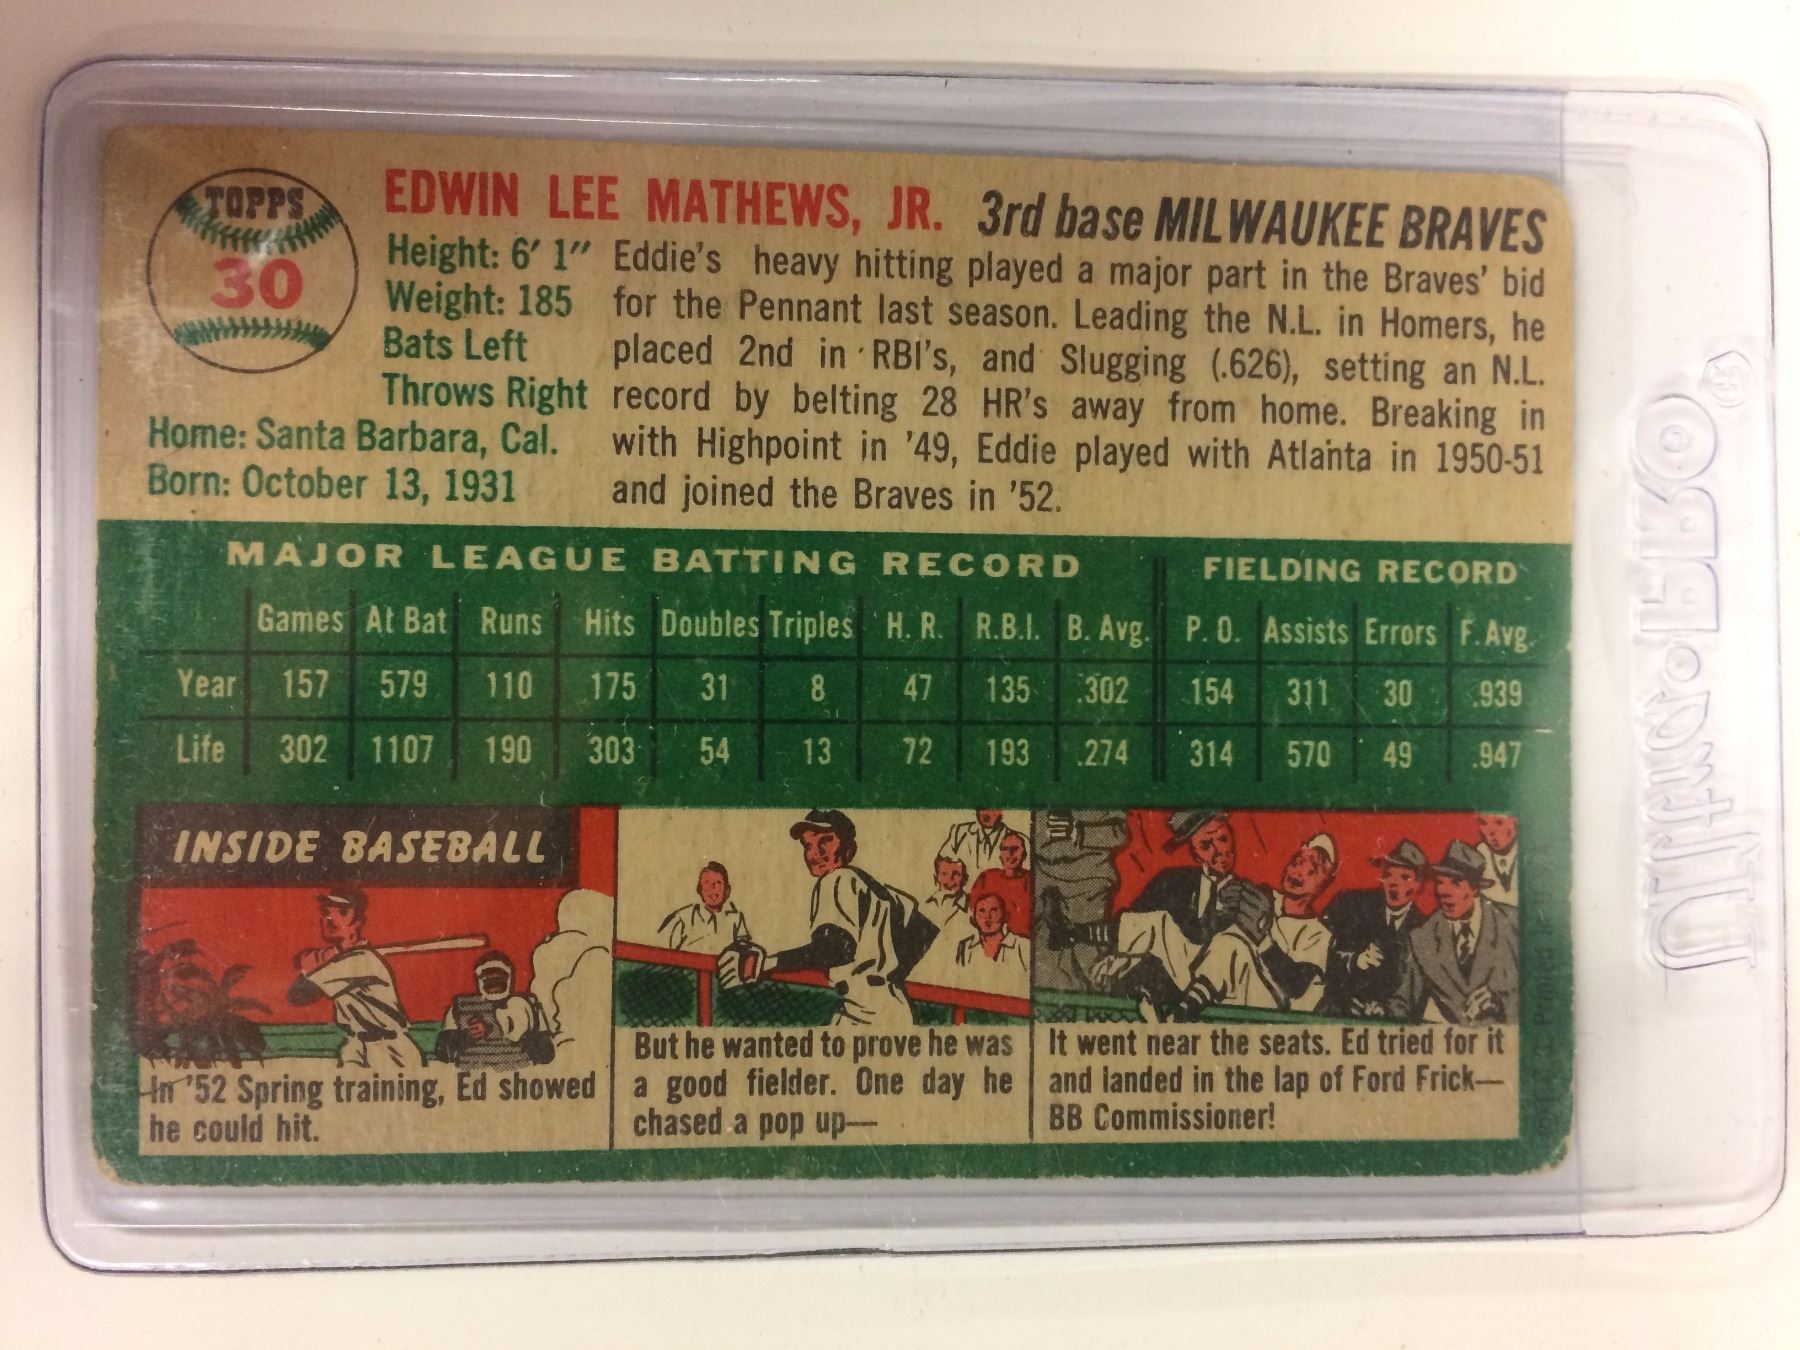 TOPPS
30
EDWIN LEE MATHEWS, JR. 3rd base MILWAUKEE BRAVES
Height: 6' 1"
Weight: 185
Bats Left
Throws Right
Home: Santa Barbara, Cal.
Born: October 13, 1931
Eddie's heavy hitting played a major part in the Braves' bid
for the Pennant last season. Leading the N.L. in Homers, he
placed 2nd in RBI's, and Slugging (.626), setting an N.L.
record by belting 28 HR's away from home. Breaking in
with Highpoint in '49, Eddie played with Atlanta in 1950-51
and joined the Braves in '52.
MAJOR LEAGUE BATTING RECORD FIELDING RECORD
Games At Bat Runs Hits Doubles Triples H. R. R.B.I. B. Avg. P. O. Assists Errors F. Avg.
Year 157 579 110 175 31 8 47 135 .302 154 311 30 .939
Life 302 1107 190 303 54 13 72 193 .274 314 570 49 .947
INSIDE BASEBALL
In '52 Spring training, Ed showed
he could hit.
But he wanted to prove he was
a good fielder. One day he
chased a pop up—
It went near the seats. Ed tried for it
and landed in the lap of Ford Frick—
BB Commissioner!
ULTRA•PRO®